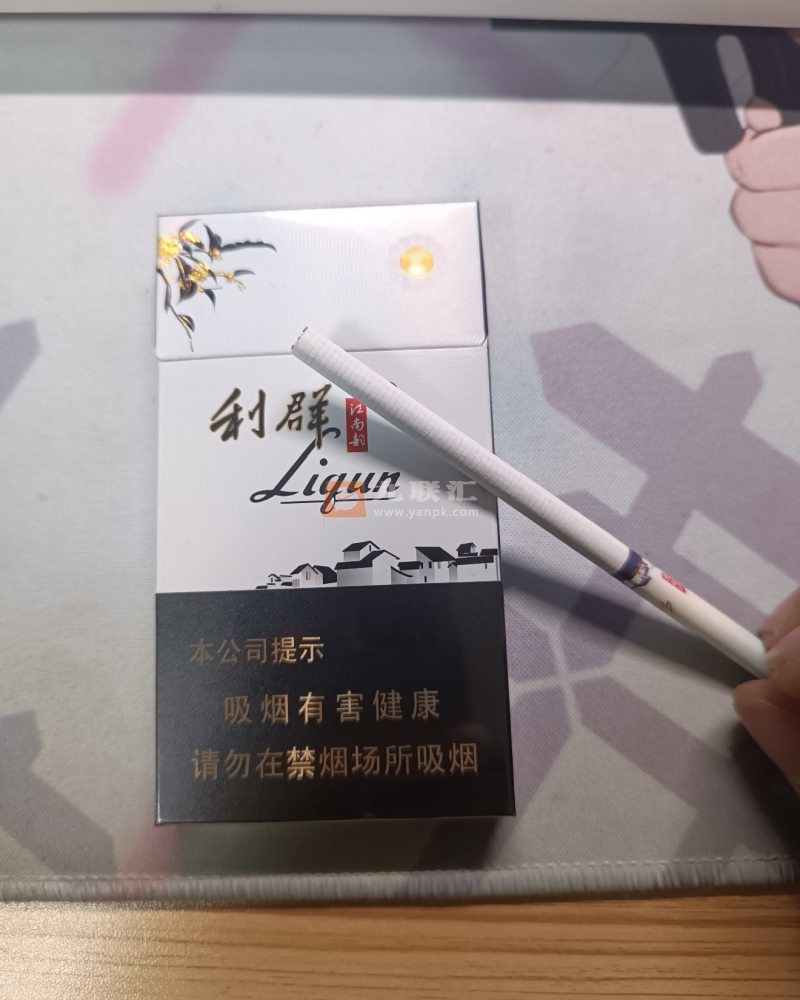 利群
江南韵
Liqun
联汇
www.yanpk.com
本公司提示
吸烟有害健康
请勿在禁烟场所吸烟